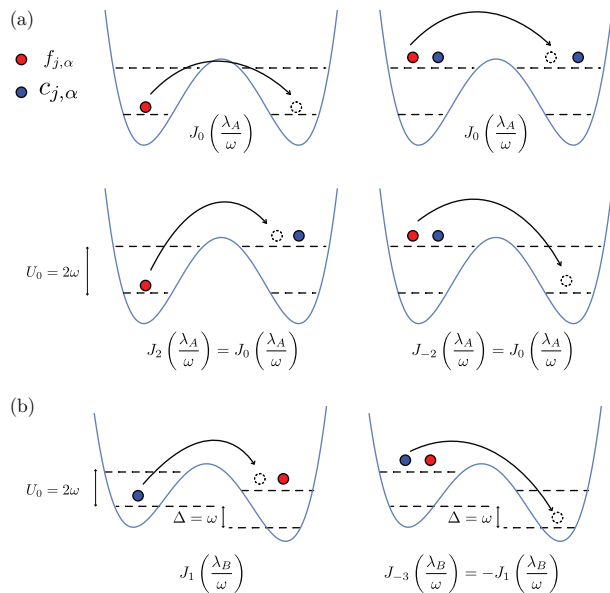 (a)
f_{j,α}
c_{j,α}
J_0 (λ_A/ω)
J_0 (λ_A/ω)
U_0 = 2ω
J_2 (λ_A/ω) = J_0 (λ_A/ω)
J_{-2} (λ_A/ω) = J_0 (λ_A/ω)
(b)
U_0 = 2ω
Δ = ω
Δ = ω
J_1 (λ_B/ω)
J_{-3} (λ_B/ω) = -J_1 (λ_B/ω)